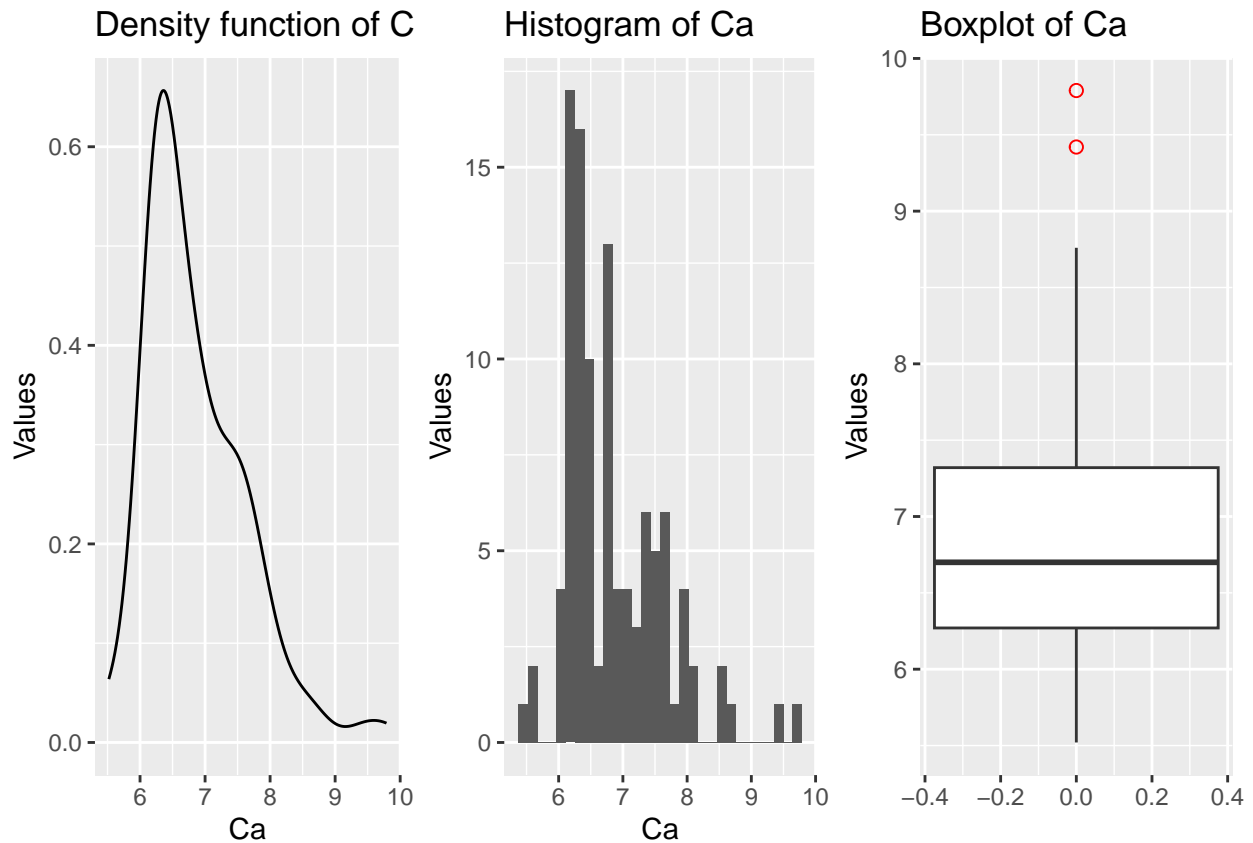 Density function of C
Values
0.6
0.4
0.2
0.0
6 7 8 9 10
Ca
Histogram of Ca
Values
15
10
5
0
6 7 8 9 10
Ca
Boxplot of Ca
Values
10
9
8
7
6
−0.4 −0.2 0.0 0.2 0.4